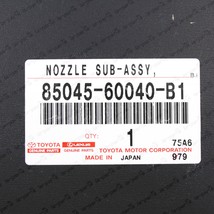 NOZZLE SUB-ASSY,
85045-60040-B1
QTY:
1
TOYOTA LEXUS TOYOTA MOTOR CORPORATION 75A6
GENUINE PARTS GENUINE PARTS MADE IN JAPAN 979